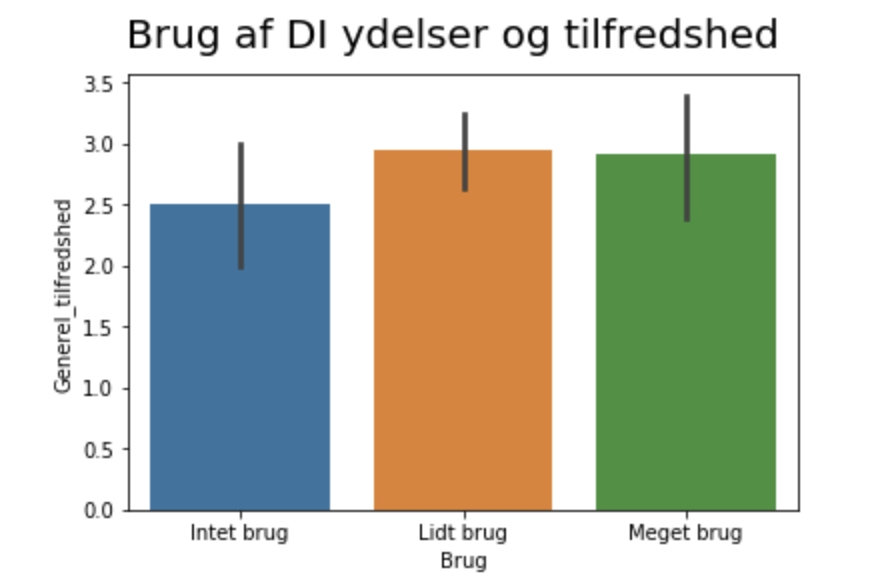 Brug af DI ydelser og tilfredshed
3.5
3.0
2.5
2.0
1.5
1.0
0.5
0.0
Generel_tilfredshed
Intet brug Lidt brug Meget brug
Brug